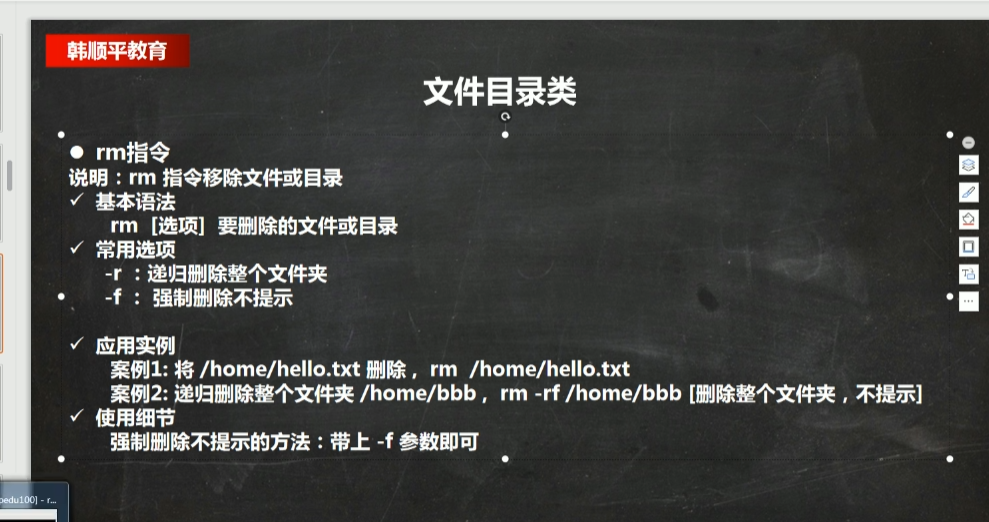 韩顺平教育
文件目录类
● rm指令
说明：rm 指令移除文件或目录
✓ 基本语法
rm [选项] 要删除的文件或目录
✓ 常用选项
-r ：递归删除整个文件夹
-f ： 强制删除不提示
✓ 应用实例
案例1: 将 /home/hello.txt 删除， rm /home/hello.txt
案例2: 递归删除整个文件夹 /home/bbb， rm -rf /home/bbb [删除整个文件夹，不提示]
✓ 使用细节
强制删除不提示的方法：带上 -f 参数即可
oedu100] - r...